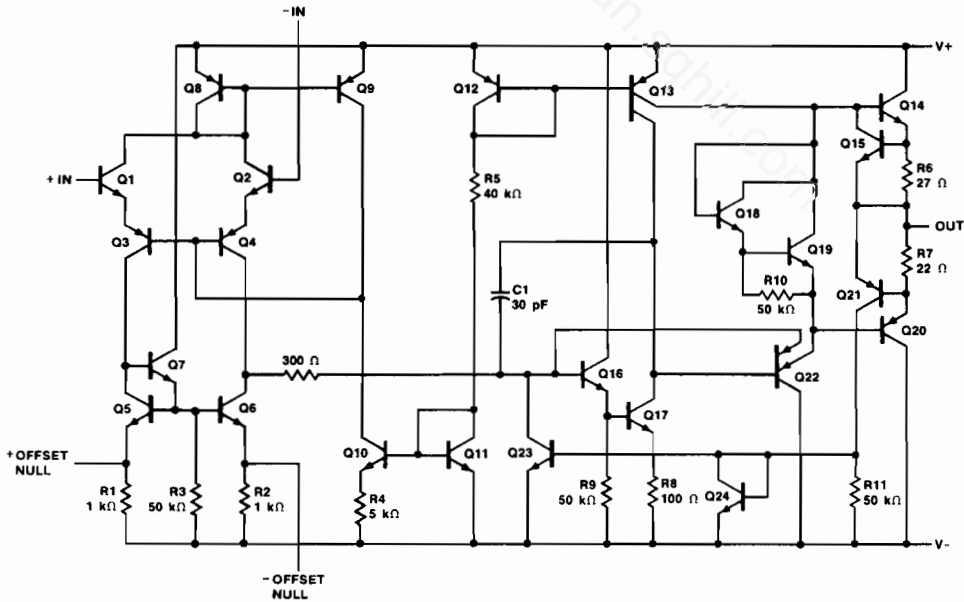 −IN
V+
Q8
Q9
Q12
Q13
Q14
Q15
+IN
Q1
Q2
R5
40 kΩ
R6
27 Ω
Q3
Q4
Q18
OUT
Q19
R7
22 Ω
C1
30 pF
R10
50 kΩ
Q21
Q20
Q7
300 Ω
Q16
Q22
Q5
Q6
Q17
+OFFSET
NULL
Q10
Q11
Q23
R1
1 kΩ
R3
50 kΩ
R2
1 kΩ
R4
5 kΩ
R9
50 kΩ
R8
100 Ω
Q24
R11
50 kΩ
V−
−OFFSET
NULL